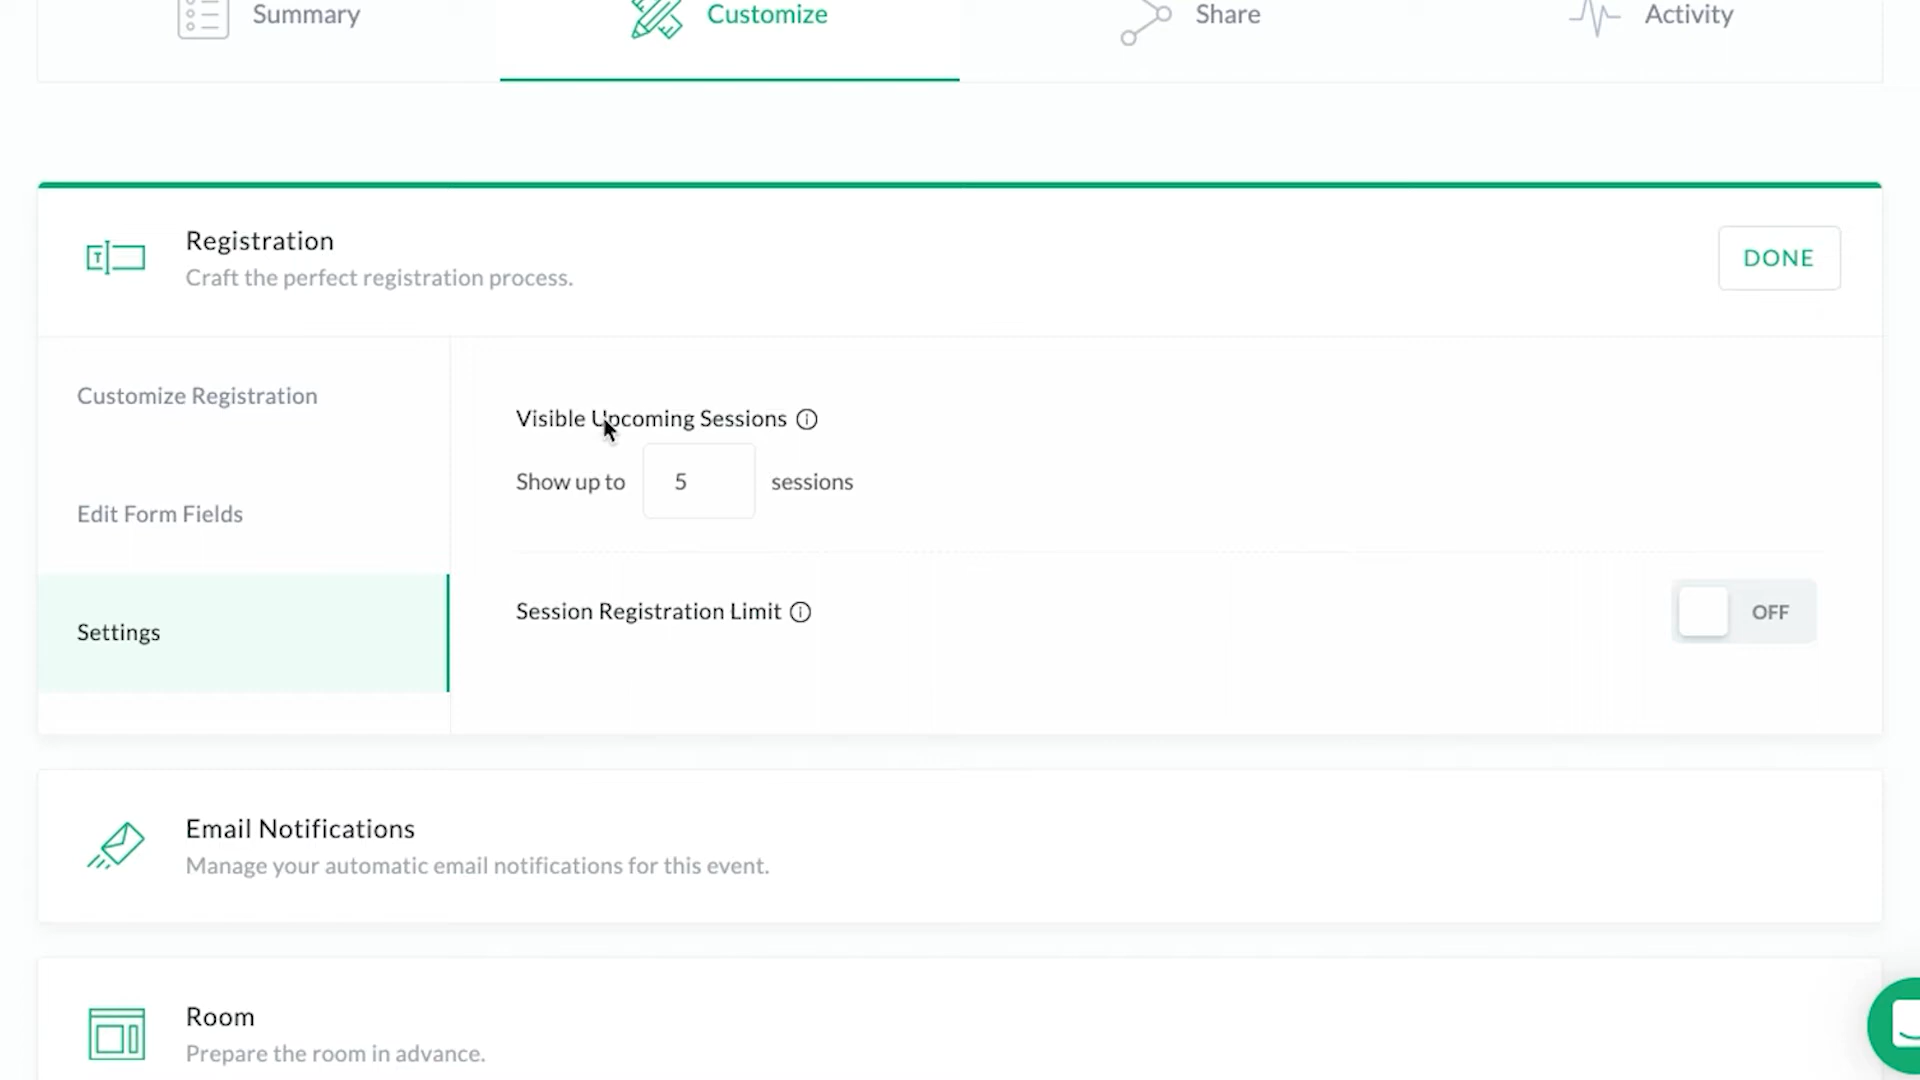 Summary
Customize
Share
Activity
Registration
Craft the perfect registration process.
DONE
Customize Registration
Edit Form Fields
Settings
Visible Upcoming Sessions
Show up to 5 sessions
Session Registration Limit
OFF
Email Notifications
Manage your automatic email notifications for this event.
Room
Prepare the room in advance.